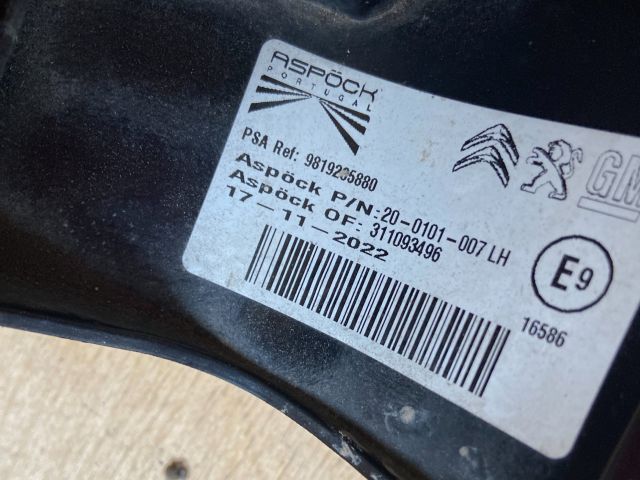 ASPÖCK
PORTUGAL
PSA Ref: 9819235880
Aspöck P/N: 20-0101-007 LH
Aspöck OF: 311093496
17-11-2022
GM
E9
16586